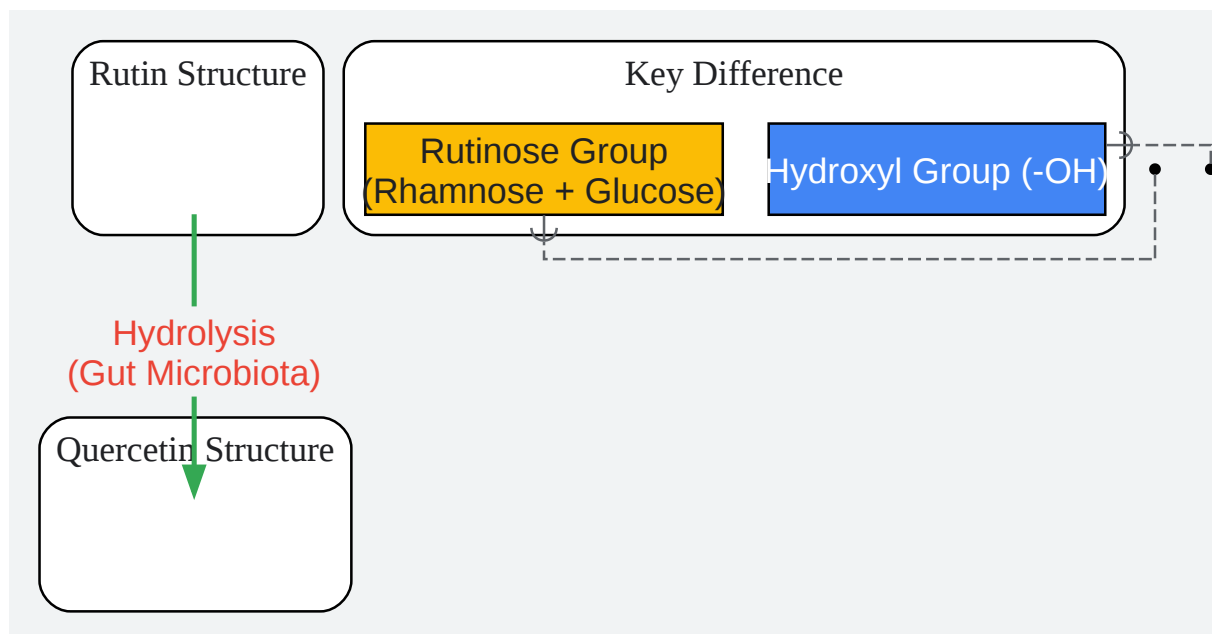 Rutin Structure
Key Difference
Rutinose Group
(Rhamnose + Glucose)
Hydroxyl Group (-OH)
Hydrolysis
(Gut Microbiota)
Quercetin Structure